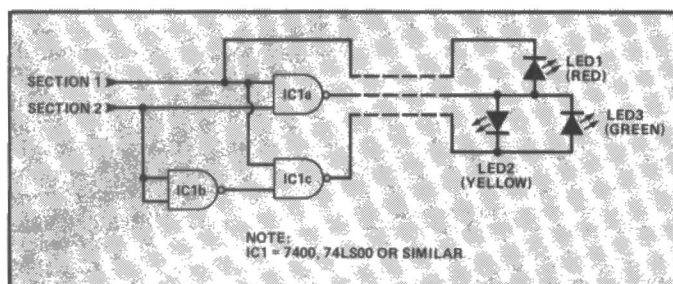 SECTION 1
SECTION 2
IC1a
IC1b
IC1c
LED1
(RED)
LED3
(GREEN)
LED2
(YELLOW)
NOTE:
IC1 = 7400, 74LS00 OR SIMILAR